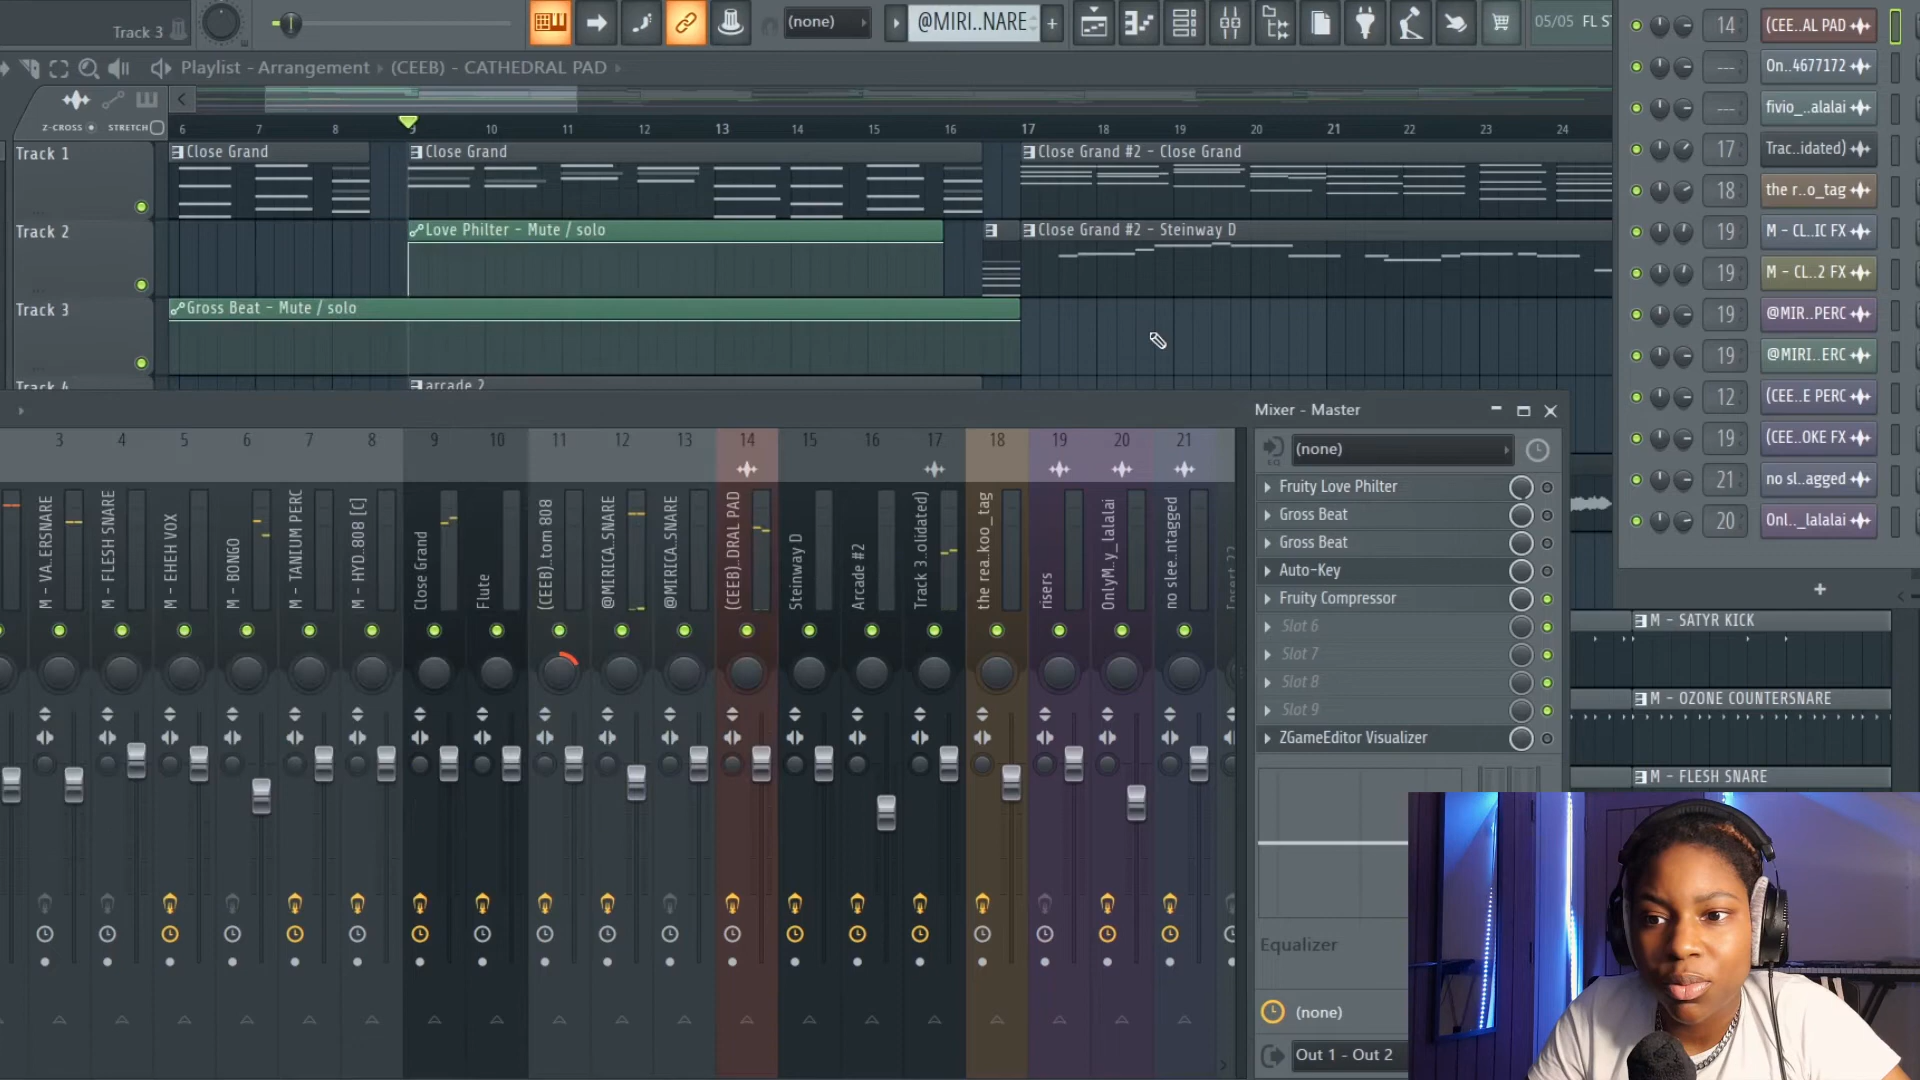 Track 3
(none)
@MIRI..NARE
+
05/05 FL ST
Playlist - Arrangement ▸ (CEEB) - CATHEDRAL PAD ▸
Z-CROSS STRETCH
6 7 8 9 10 11 12 13 14 15 16 17 18 19 20 21 22 23 24
Track 1
Close Grand
Close Grand
Close Grand #2 - Close Grand
Track 2
Love Philter - Mute / solo
Close Grand #2 - Steinway D
Track 3
Gross Beat - Mute / solo
Track 4
arcade 2
14 (CEE..AL PAD
--- On..4677172
--- fivio_..alalai
17 Trac..idated)
18 the r..o_tag
19 M - CL..IC FX
19 M - CL..2 FX
19 @MIR..PERC
19 @MIRI..ERC
12 (CEE..E PERC
19 (CEE..OKE FX
21 no sl..agged
20 Onl.._lalalai
+
Mixer - Master
3 4 5 6 7 8 9 10 11 12 13 14 15 16 17 18 19 20 21
(none)
M - VA..ERSNARE
M - FLESH SNARE
M - EHEH VOX
M - BONGO
M - TANIUM PERC
M - HYD..808 [C]
Close Grand
Flute
(CEEB)..tom 808
@MIRICA..SNARE
@MIRICA..SNARE
(CEEB)..DRAL PAD
Steinway D
Arcade #2
Track 3..olidated)
the rea..koo_tag
risers
OnlyM..y_lalalai
no slee..ntagged
Insert 22
Fruity Love Philter
Gross Beat
Gross Beat
Auto-Key
Fruity Compressor
Slot 6
Slot 7
Slot 8
Slot 9
ZGameEditor Visualizer
Equalizer
(none)
Out 1 - Out 2
M - SATYR KICK
M - OZONE COUNTERSNARE
M - FLESH SNARE